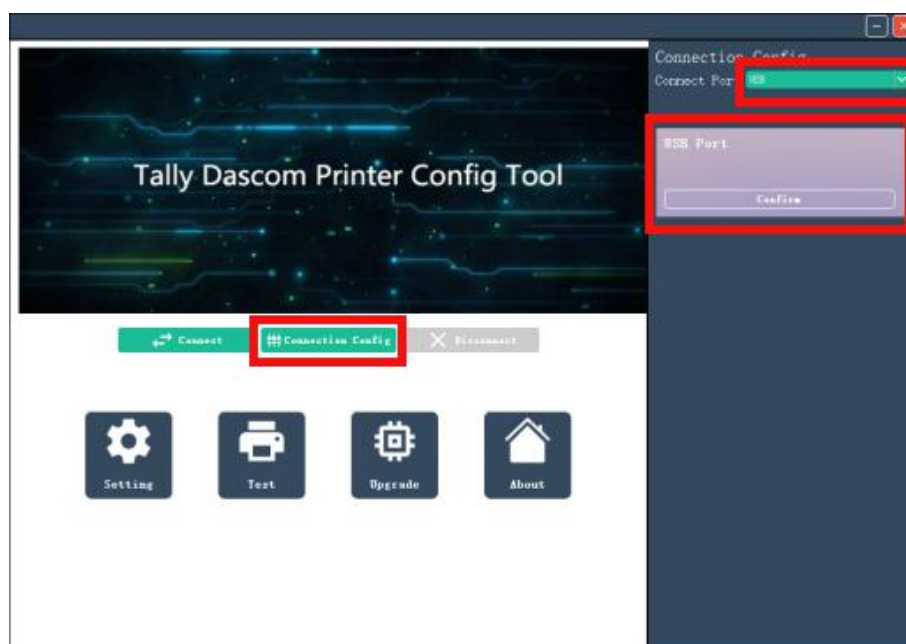 Connection Config
Connect Port USB
USB Port
Confirm
Tally Dascom Printer Config Tool
Connect
Connection Config
Disconnect
Setting
Test
Upgrade
About